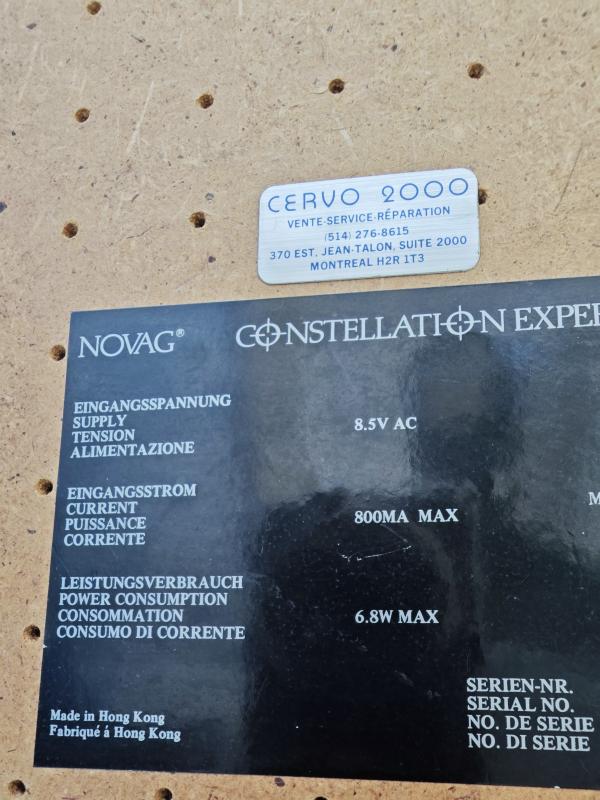 CERVO 2000
VENTE-SERVICE-RÉPARATION
(514) 276-8615
370 EST, JEAN-TALON, SUITE 2000
MONTREAL H2R 1T3
NOVAG® CONSTELLATION EXPER
EINGANGSSPANNUNG
SUPPLY
TENSION
ALIMENTAZIONE
8.5V AC
EINGANGSSTROM
CURRENT
PUISSANCE
CORRENTE
800MA MAX
M
LEISTUNGSVERBRAUCH
POWER CONSUMPTION
CONSOMMATION
CONSUMO DI CORRENTE
6.8W MAX
SERIEN-NR.
SERIAL NO.
NO. DE SERIE
NO. DI SERIE
Made in Hong Kong
Fabriqué á Hong Kong